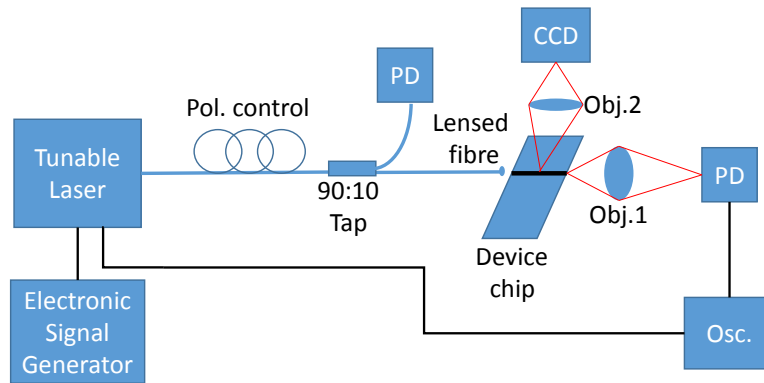 CCD
PD
Obj.2
Pol. control
Lensed
fibre
Tunable
Laser
PD
90:10
Tap
Obj.1
Device
chip
Electronic
Signal
Generator
Osc.